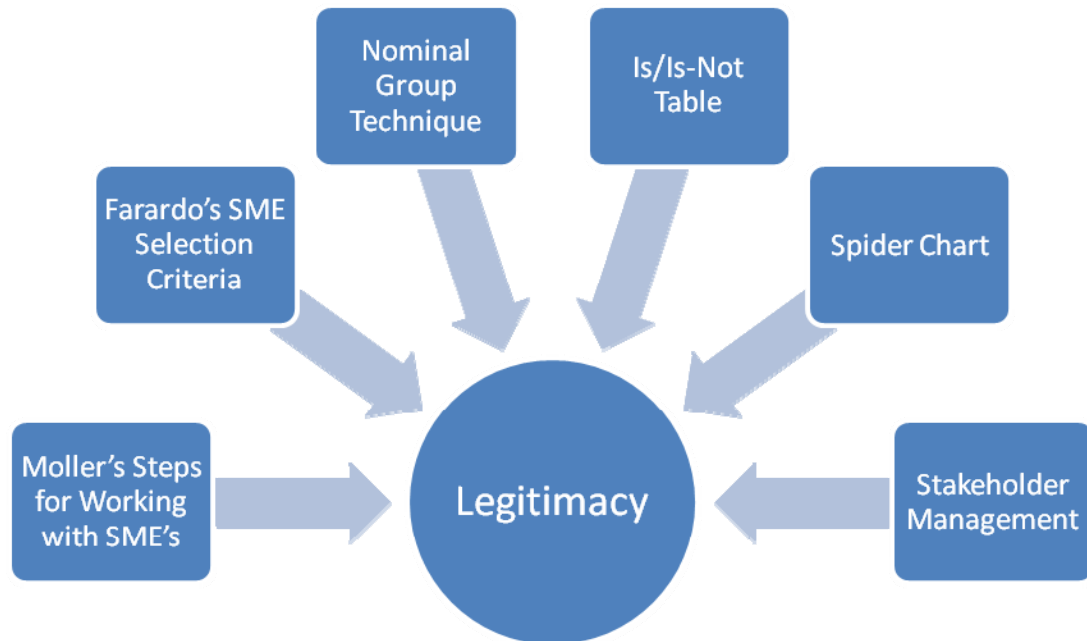 Nominal
Group
Technique
Is/Is-Not
Table
Farardo’s SME
Selection
Criteria
Spider Chart
Moller’s Steps
for Working
with SME’s
Legitimacy
Stakeholder
Management